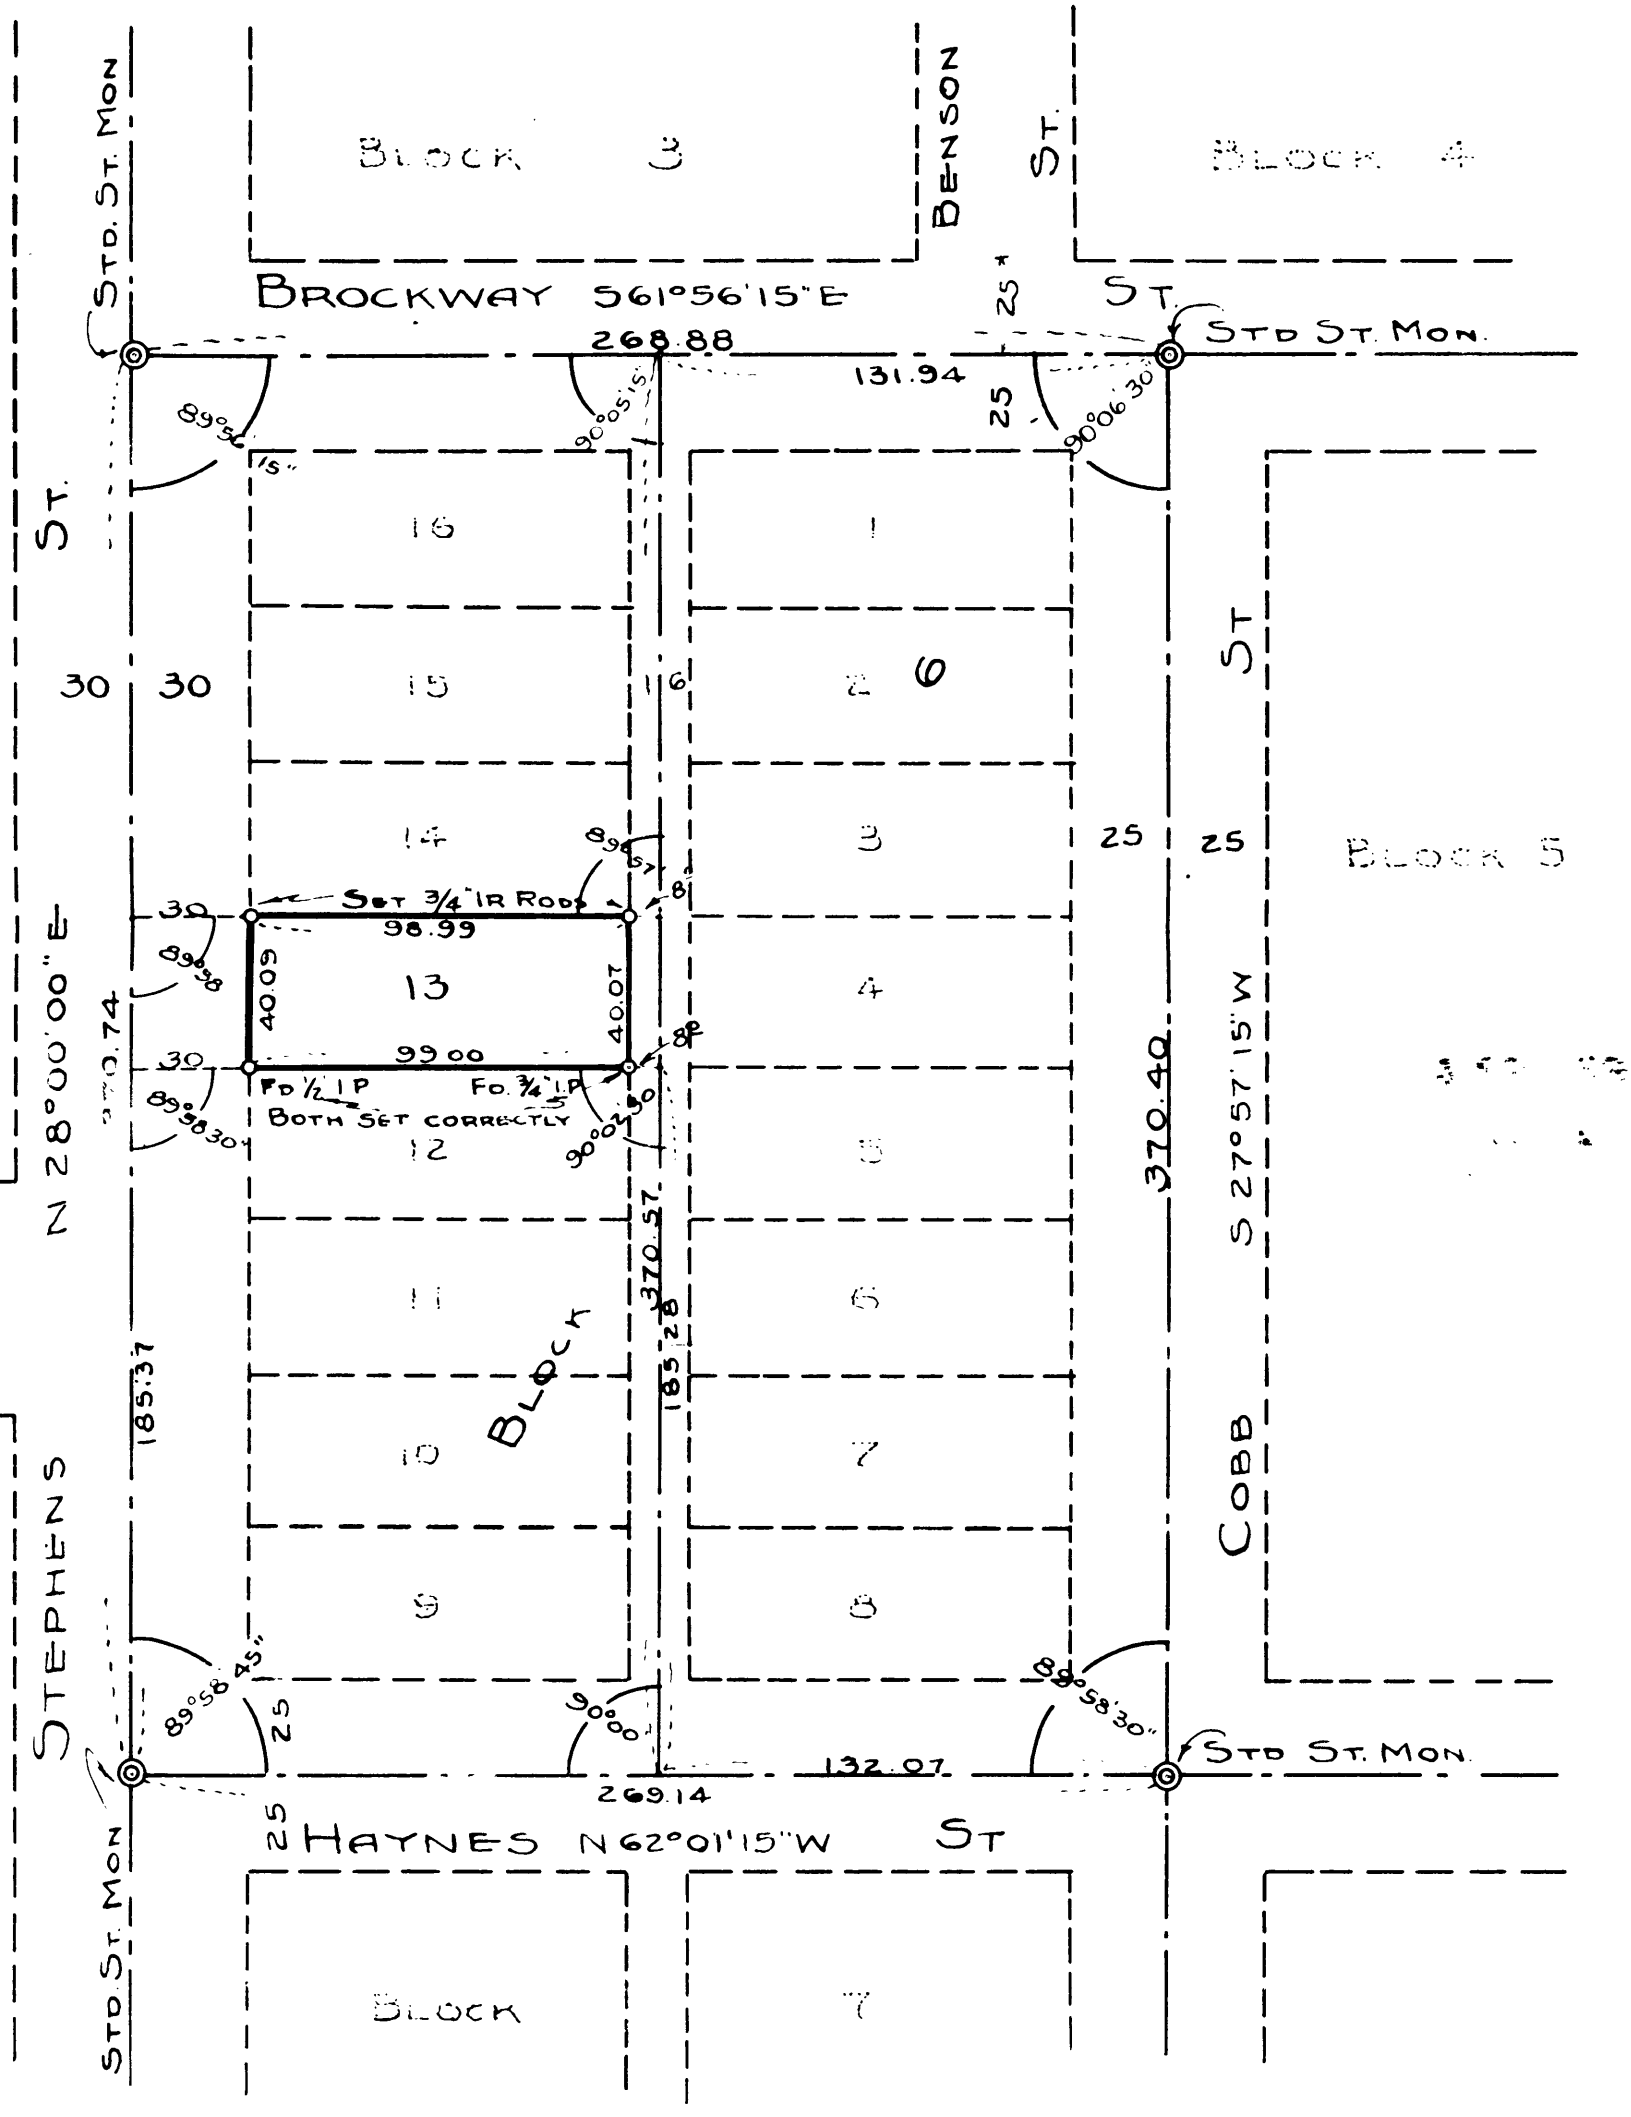 STD. ST. MON
BLOCK 3
BENSON ST.
BLOCK 4
BROCKWAY S61°56'15"E ST.
25
STD ST. MON.
268.88
131.94
25
89°56'15"
90°05'15"
90°06'30"
ST.
16
1
ST
30
30
15
16
2
6
14
3
25
25
BLOCK 5
89°57'
8'
SET 3/4" IR RODS
30
98.99
89°58
40.09
13
40.07
4
N 28°00'00"E
370.74
8'
30
99.00
FD 1/2" I P
FD. 3/4" I.P.
BOTH SET CORRECTLY
89°58'30"
90°02'30
12
5
370.40
S 27°57'15"W
370.57
11
6
185.28
185.37
BLOCK
10
7
COBB
STEPHENS
9
8
89°58'45"
25
90°00'
89°58'30"
STD ST. MON.
132.07
269.14
25
HAYNES N62°01'15"W ST
STD. ST. MON
BLOCK 7